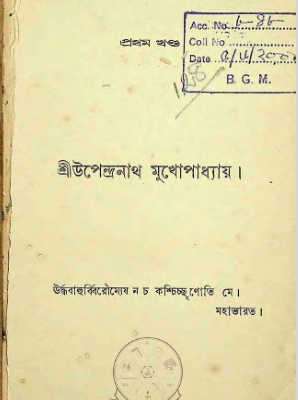 প্রথম খণ্ড
Acc. No
Coll No
Date
B. G. M.
শ্রীউপেন্দ্রনাথ মুখোপাধ্যায়।
ঊর্দ্ধবাহুর্ব্বিরৌম্যেষ ন চ কশ্চিচ্ছৃণোতি মে।
মহাভারত।